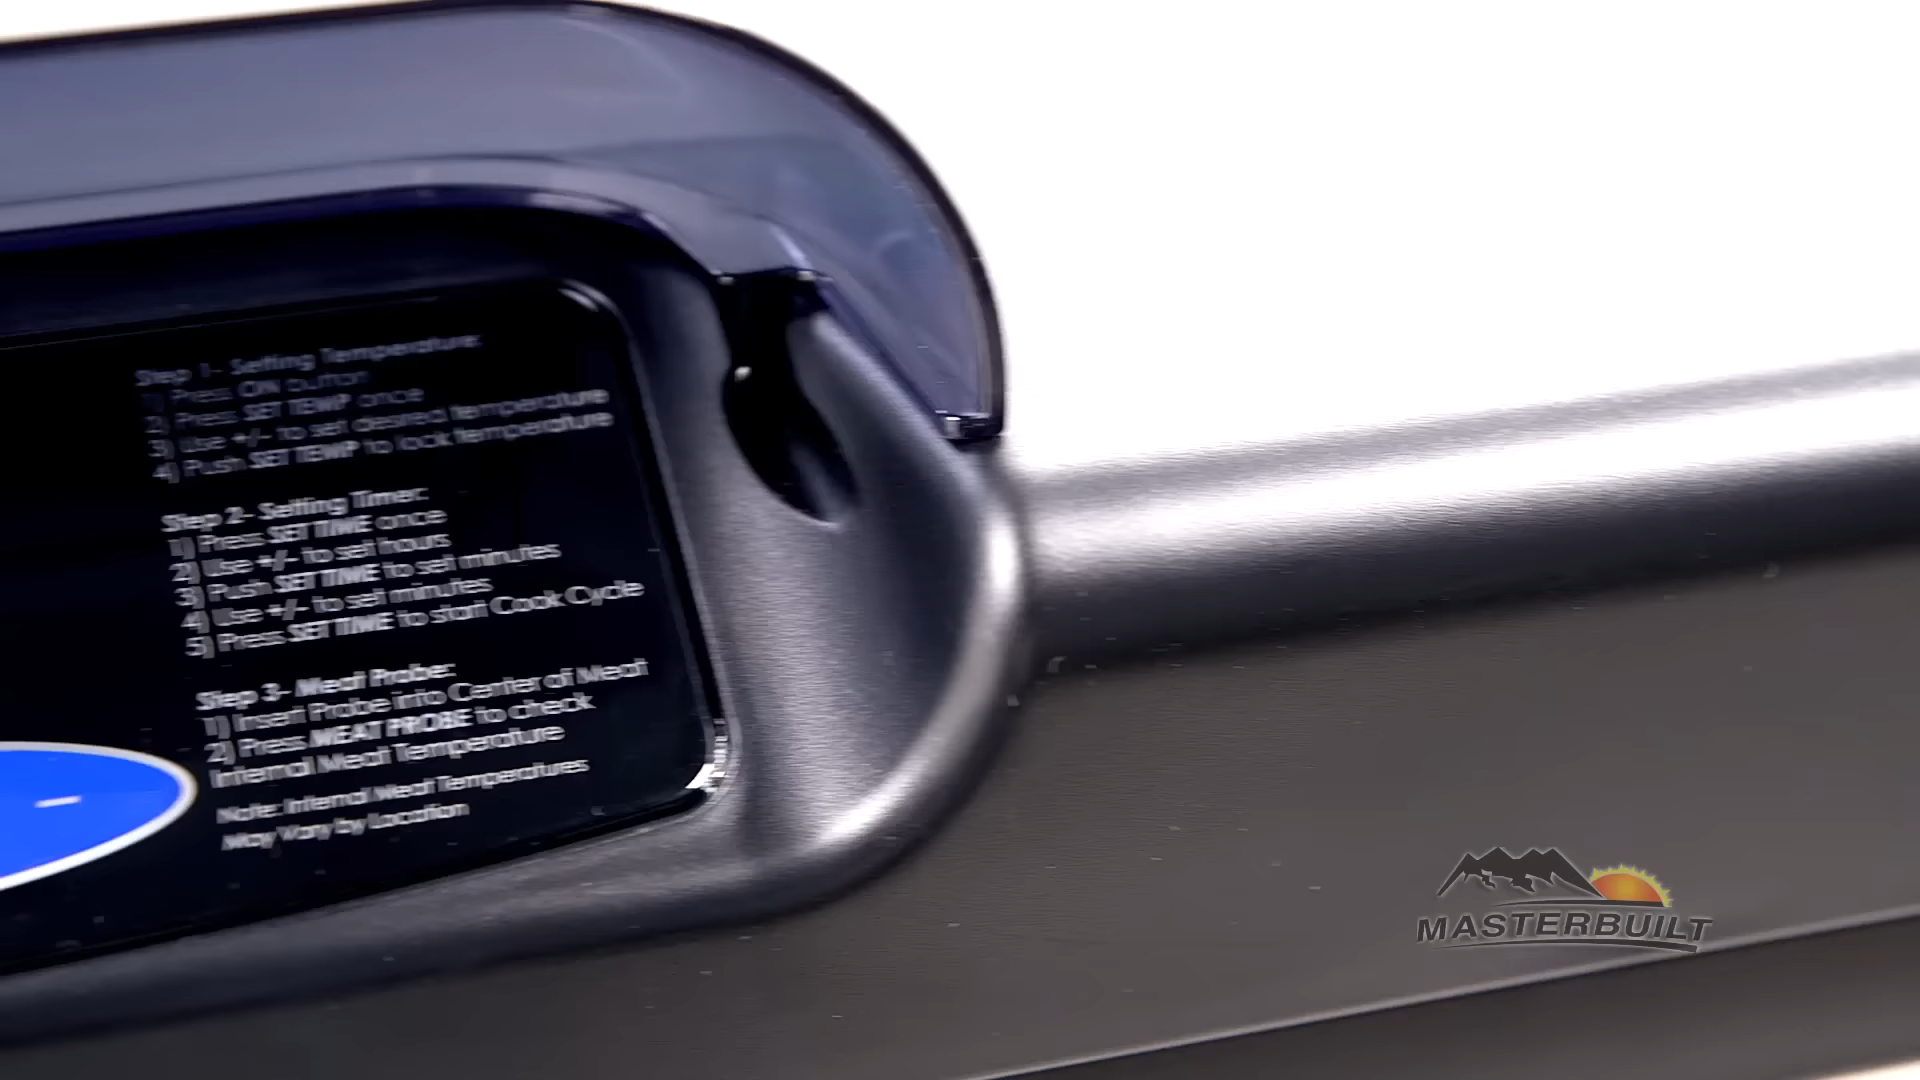 Step 1- Setting Temperature:
1) Press ON button
2) Press SET TEMP once
3) Use +/- to set desired temperature
4) Push SET TEMP to lock temperature
Step 2- Setting Timer:
1) Press SET TIME once
2) Use +/- to set hours
3) Push SET TIME to set minutes
4) Use +/- to set minutes
5) Press SET TIME to start Cook Cycle
Step 3- Meat Probe:
1) Insert Probe into Center of Meat
2) Press MEAT PROBE to check
Internal Meat Temperature
Note: Internal Meat Temperatures
May Vary by Location
MASTERBUILT